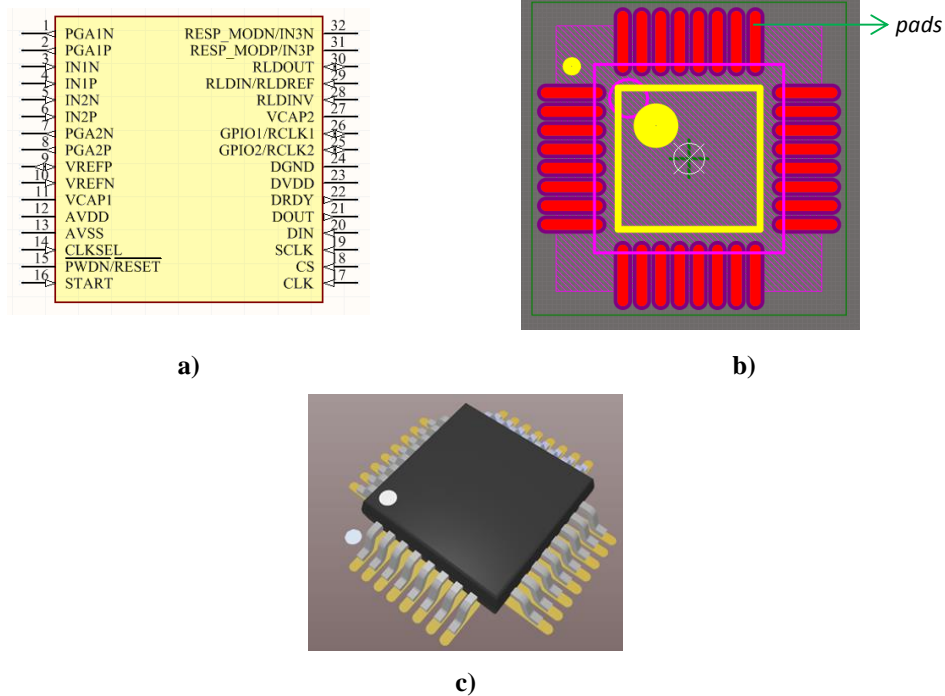 1 PGA1N RESP_MODN/IN3N 32
2 PGA1P RESP_MODP/IN3P 31
3 IN1N RLDOUT 30
4 IN1P RLDIN/RLDREF 29
5 IN2N RLDINV 28
6 IN2P VCAP2 27
7 PGA2N GPIO1/RCLK1 26
8 PGA2P GPIO2/RCLK2 25
9 VREFP DGND 24
10 VREFN DVDD 23
11 VCAP1 DRDY 22
12 AVDD DOUT 21
13 AVSS DIN 20
14 CLKSEL SCLK 19
15 PWDN/RESET CS 18
16 START CLK 17
pads
a)
b)
c)